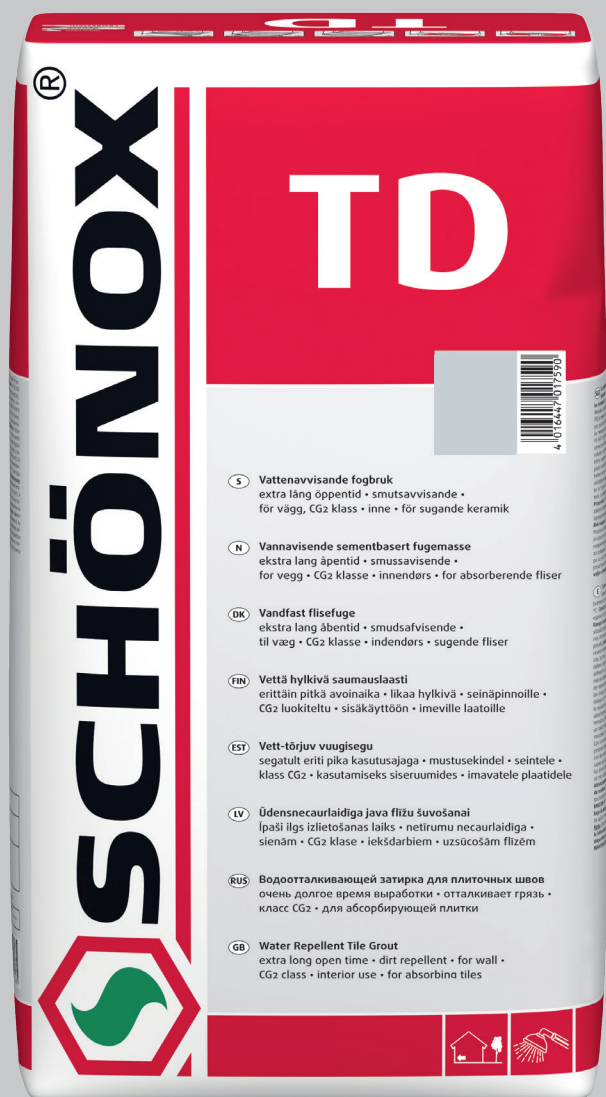 TD
SCHÖNOX®
TD
4 016447 017590
S Vattenavvisande fogbruk
extra lång öppentid • smutsavvisande •
för vägg, CG2 klass • inne • för sugande keramik
N Vannavisende sementbasert fugemasse
ekstra lang åpentid • smussavisende •
for vegg • CG2 klasse • innendørs • for absorberende fliser
DK Vandfast flisefuge
ekstra lang åbentid • smudsafvisende •
til væg • CG2 klasse • indendørs • sugende fliser
FIN Vettä hylkivä saumauslaasti
erittäin pitkä avoinaika • likaa hylkivä • seinäpinnoille •
CG2 luokiteltu • sisäkäyttöön • imeville laatoille
EST Vett-tõrjuv vuugisegu
segatult eriti pika kasutusajaga • mustusekindel • seintele •
klass CG2 • kasutamiseks siseruumides • imavatele plaatidele
LV Ūdensnecaurlaidīga java flīžu šuvošanai
Īpaši ilgs izlietošanas laiks • netīrumu necaurlaidīga •
sienām • CG2 klase • iekšdarbiem • uzsūcošām flīzēm
RUS Водоотталкивающей затирка для плиточных швов
очень долгое время выработки • отталкивает грязь •
класс CG2 • для абсорбирующей плитки
GB Water Repellent Tile Grout
extra long open time • dirt repellent • for wall •
CG2 class • interior use • for absorbing tiles